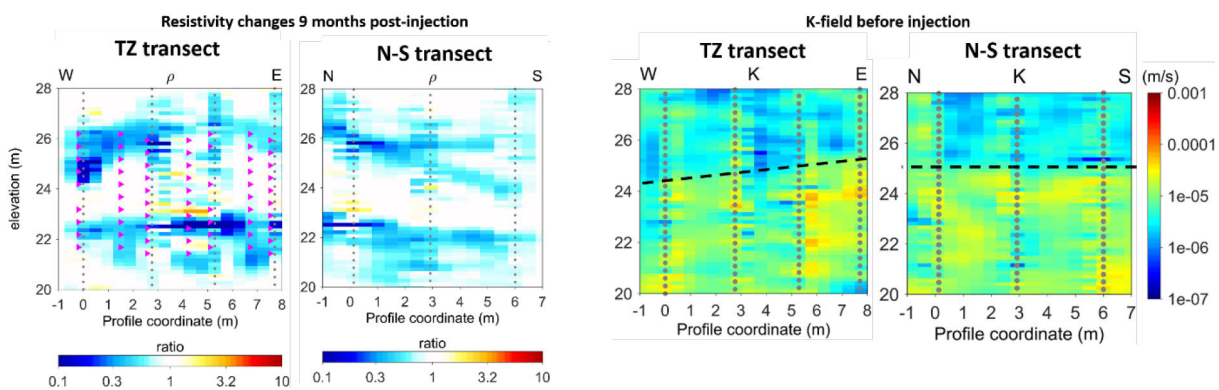 Resistivity changes 9 months post-injection
TZ transect
N-S transect
W ρ E
N ρ S
elevation (m)
28
26
24
22
20
28
26
24
22
20
-1 0 1 2 3 4 5 6 7 8
-1 0 1 2 3 4 5 6 7
Profile coordinate (m)
Profile coordinate (m)
ratio
ratio
0.1 0.3 1 3.2 10
0.1 0.3 1 3.2 10
K-field before injection
TZ transect
N-S transect
W K E
N K S
(m/s)
28
26
24
22
20
28
26
24
22
20
0.001
0.0001
1e-05
1e-06
1e-07
-1 0 1 2 3 4 5 6 7 8
-1 0 1 2 3 4 5 6 7
Profile coordinate (m)
Profile coordinate (m)